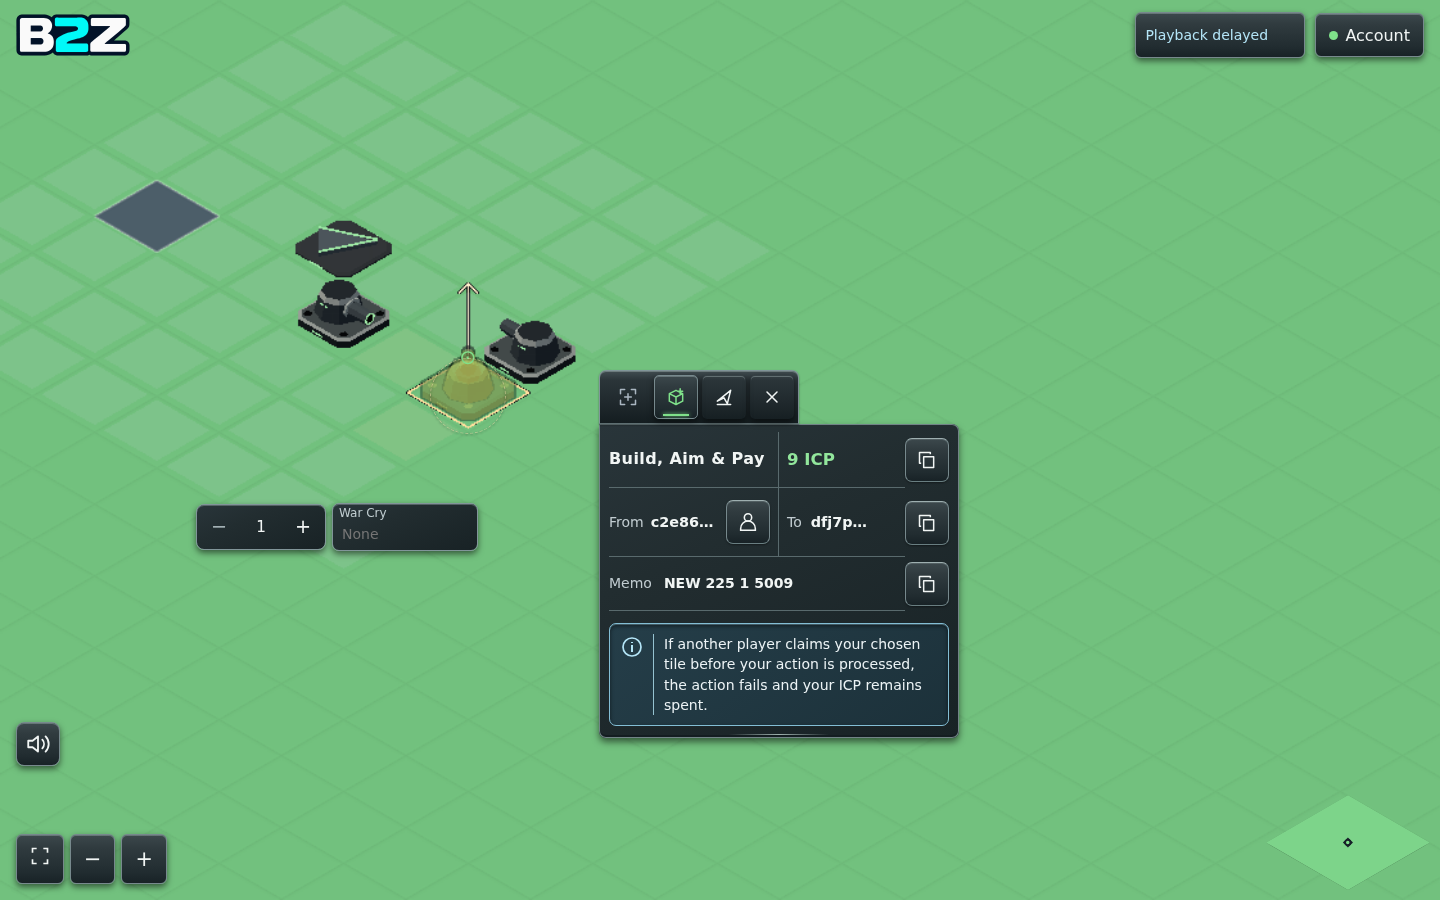 B2Z
Playback delayed
Account
Build, Aim & Pay
9 ICP
From c2e86...
To dfj7p...
Memo NEW 225 1 5009
If another player claims your chosen
tile before your action is processed,
the action fails and your ICP remains
spent.
1
War Cry
None